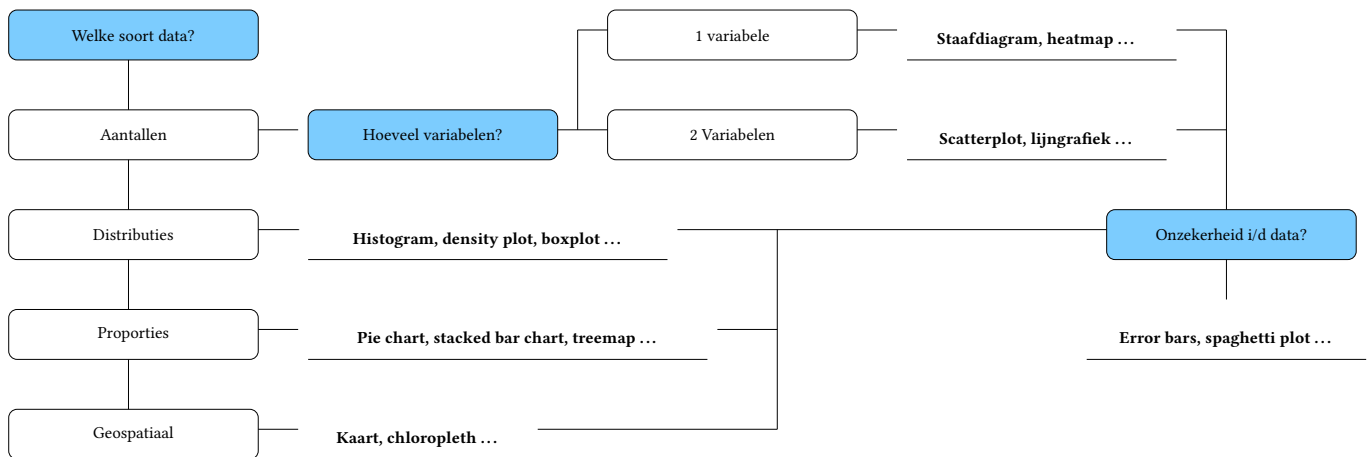 Welke soort data?
1 variabele
Staafdiagram, heatmap ...
Aantallen
Hoeveel variabelen?
2 Variabelen
Scatterplot, lijngrafiek ...
Distributies
Histogram, density plot, boxplot ...
Onzekerheid i/d data?
Proporties
Pie chart, stacked bar chart, treemap ...
Error bars, spaghetti plot ...
Geospatiaal
Kaart, chloropleth ...